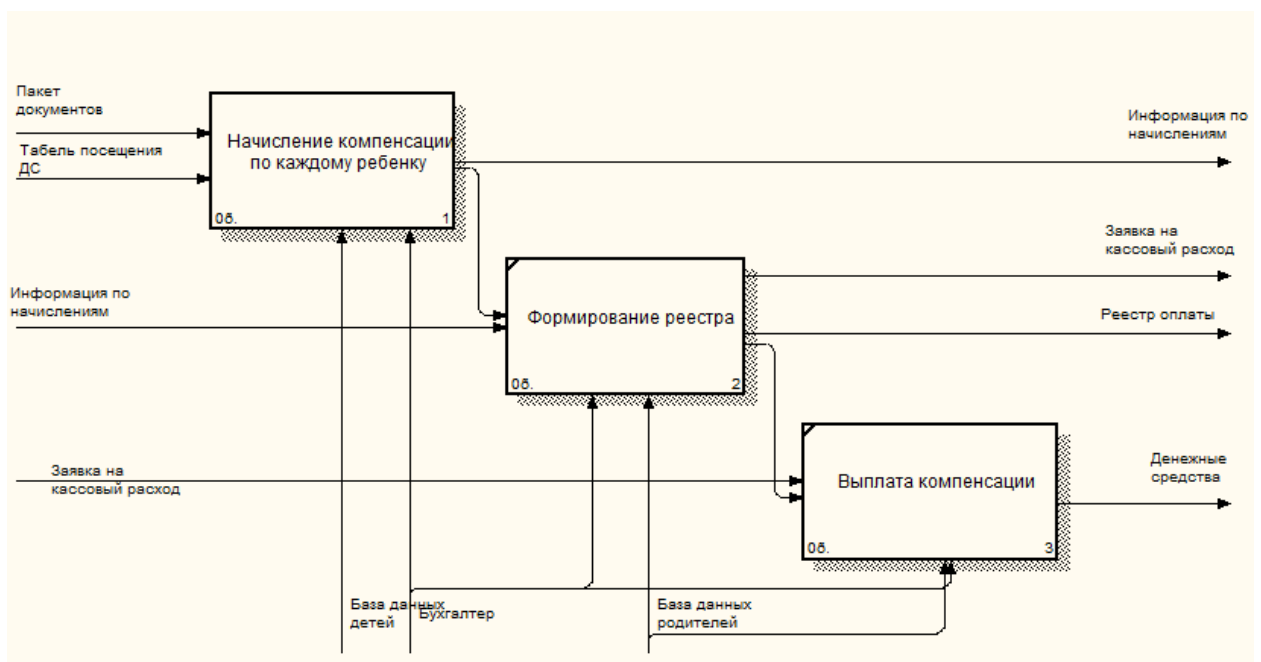 Пакет
документов
Табель посещения
ДС
Начисление компенсации
по каждому ребенку
0б.
1
Информация по
начислениям
Заявка на
кассовый расход
Реестр оплаты
Информация по
начислениям
Формирование реестра
0б.
2
Заявка на
кассовый расход
Выплата компенсации
0б.
3
Денежные
средства
База данных
детей
Бухгалтер
База данных
родителей